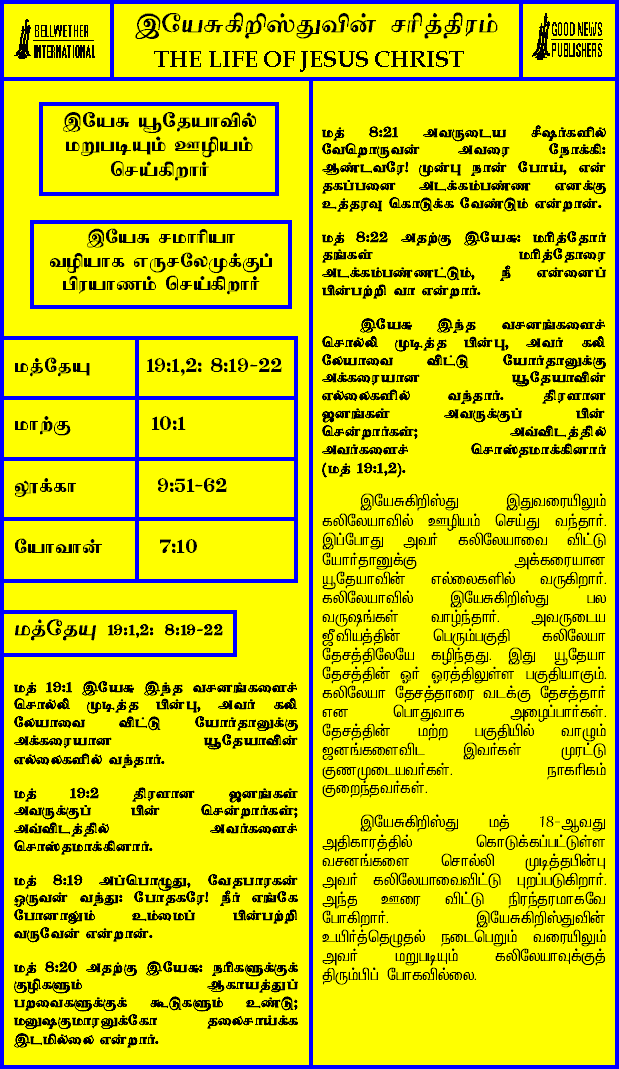 BELLWETHER
INTERNATIONAL
இயேசுகிறிஸ்துவின் சரித்திரம்
THE LIFE OF JESUS CHRIST
GOOD NEWS
PUBLISHERS
இயேசு யூதேயாவில்
மறுபடியும் ஊழியம்
செய்கிறார்
இயேசு சமாரியா
வழியாக எருசலேமுக்குப்
பிரயாணம் செய்கிறார்
மத்தேயு 19:1,2: 8:19-22
மாற்கு 10:1
லூக்கா 9:51-62
யோவான் 7:10
மத்தேயு 19:1,2: 8:19-22
மத் 19:1 இயேசு இந்த வசனங்களைச்
சொல்லி முடித்த பின்பு, அவர் கலி
லேயாவை விட்டு யோர்தானுக்கு
அக்கரையான யூதேயாவின்
எல்லைகளில் வந்தார்.
மத் 19:2 திரளான ஜனங்கள்
அவருக்குப் பின் சென்றார்கள்;
அவ்விடத்தில் அவர்களைச்
சொஸ்தமாக்கினார்.
மத் 8:19 அப்பொழுது, வேதபாரகன்
ஒருவன் வந்து: போதகரே! நீர் எங்கே
போனாலும் உம்மைப் பின்பற்றி
வருவேன் என்றான்.
மத் 8:20 அதற்கு இயேசு: நரிகளுக்குக்
குழிகளும் ஆகாயத்துப்
பறவைகளுக்குக் கூடுகளும் உண்டு;
மனுஷகுமாரனுக்கோ தலைசாய்க்க
இடமில்லை என்றார்.
மத் 8:21 அவருடைய சீஷர்களில்
வேறொருவன் அவரை நோக்கி:
ஆண்டவரே! முன்பு நான் போய், என்
தகப்பனை அடக்கம்பண்ண எனக்கு
உத்தரவு கொடுக்க வேண்டும் என்றான்.
மத் 8:22 அதற்கு இயேசு: மரித்தோர்
தங்கள் மரித்தோரை
அடக்கம்பண்ணட்டும், நீ என்னைப்
பின்பற்றி வா என்றார்.
இயேசு இந்த வசனங்களைச்
சொல்லி முடித்த பின்பு, அவர் கலி
லேயாவை விட்டு யோர்தானுக்கு
அக்கரையான யூதேயாவின்
எல்லைகளில் வந்தார். திரளான
ஜனங்கள் அவருக்குப் பின்
சென்றார்கள்; அவ்விடத்தில்
அவர்களைச் சொஸ்தமாக்கினார்
(மத் 19:1,2).
இயேசுகிறிஸ்து இதுவரையிலும்
கலிலேயாவில் ஊழியம் செய்து வந்தார்.
இப்போது அவர் கலிலேயாவை விட்டு
யோர்தானுக்கு அக்கரையான
யூதேயாவின் எல்லைகளில் வருகிறார்.
கலிலேயாவில் இயேசுகிறிஸ்து பல
வருஷங்கள் வாழ்ந்தார். அவருடைய
ஜீவியத்தின் பெரும்பகுதி கலிலேயா
தேசத்திலேயே கழிந்தது. இது யூதேயா
தேசத்தின் ஓர் ஓரத்திலுள்ள பகுதியாகும்.
கலிலேயா தேசத்தாரை வடக்கு தேசத்தார்
என பொதுவாக அழைப்பார்கள்.
தேசத்தின் மற்ற பகுதியில் வாழும்
ஜனங்களைவிட இவர்கள் முரட்டு
குணமுடையவர்கள். நாகரிகம்
குறைந்தவர்கள்.
இயேசுகிறிஸ்து மத் 18-ஆவது
அதிகாரத்தில் கொடுக்கப்பட்டுள்ள
வசனங்களை சொல்லி முடித்தபின்பு
அவர் கலிலேயாவைவிட்டு புறப்படுகிறார்.
அந்த ஊரை விட்டு நிரந்தரமாகவே
போகிறார். இயேசுகிறிஸ்துவின்
உயிர்த்தெழுதல் நடைபெறும் வரையிலும்
அவர் மறுபடியும் கலிலேயாவுக்குத்
திரும்பிப் போகவில்லை.